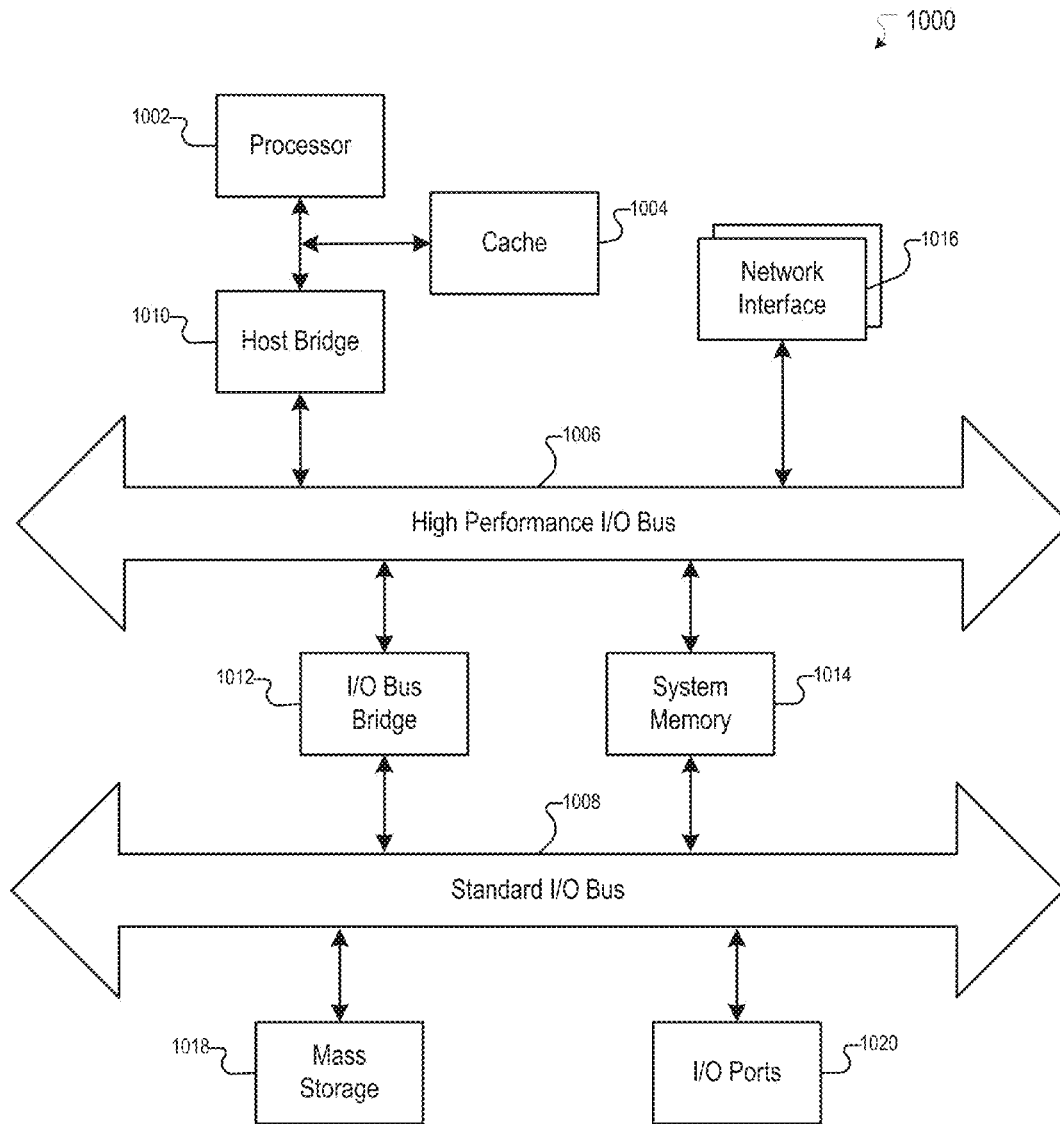 1000
1002
Processor
Cache
1004
Network
Interface
1016
1010
Host Bridge
1006
High Performance I/O Bus
1012
I/O Bus
Bridge
System
Memory
1014
1008
Standard I/O Bus
1018
Mass
Storage
I/O Ports
1020